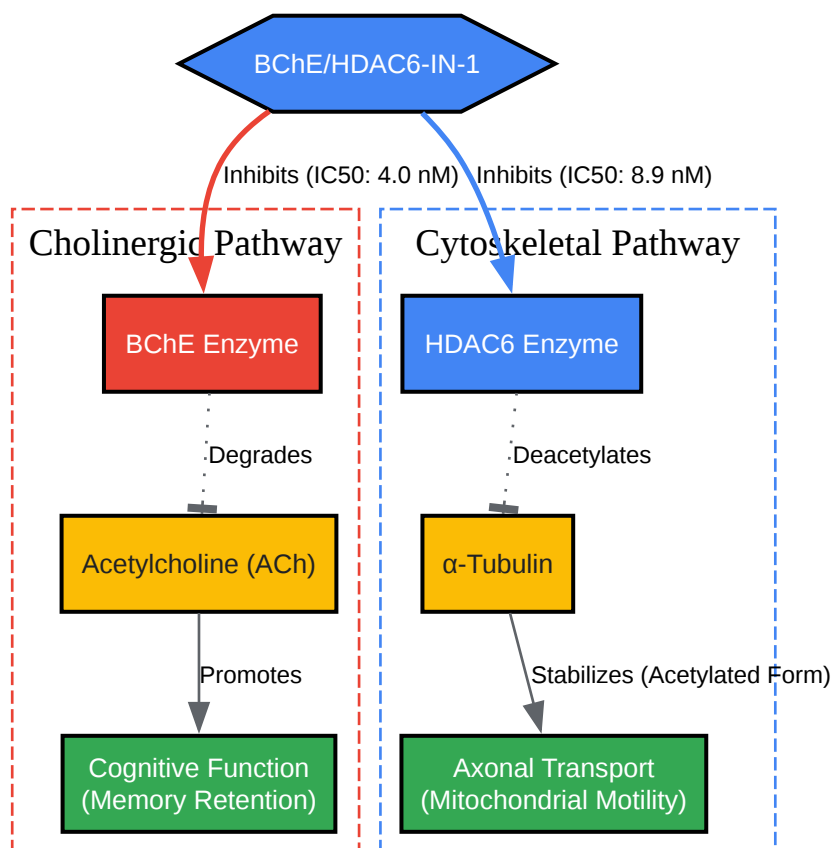 BChE/HDAC6-IN-1
Inhibits (IC50: 4.0 nM)
Inhibits (IC50: 8.9 nM)
Cholinergic Pathway
Cytoskeletal Pathway
BChE Enzyme
HDAC6 Enzyme
Degrades
Deacetylates
Acetylcholine (ACh)
α-Tubulin
Promotes
Stabilizes (Acetylated Form)
Cognitive Function
(Memory Retention)
Axonal Transport
(Mitochondrial Motility)